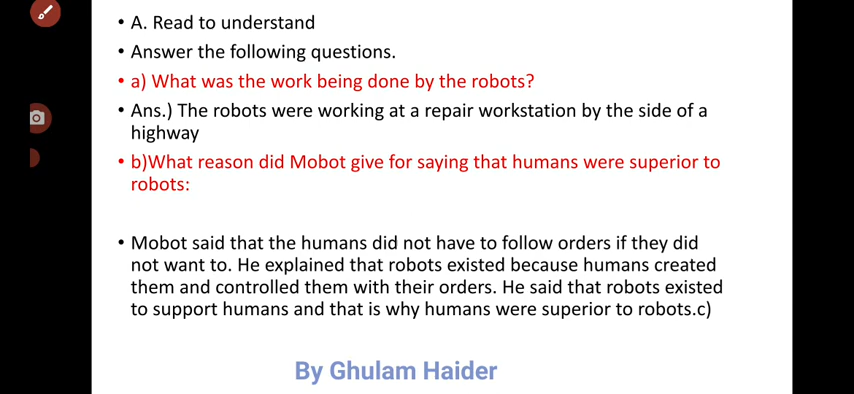 • A. Read to understand
• Answer the following questions.
• a) What was the work being done by the robots?
• Ans.) The robots were working at a repair workstation by the side of a
highway
• b)What reason did Mobot give for saying that humans were superior to
robots:
• Mobot said that the humans did not have to follow orders if they did
not want to. He explained that robots existed because humans created
them and controlled them with their orders. He said that robots existed
to support humans and that is why humans were superior to robots.c)
By Ghulam Haider